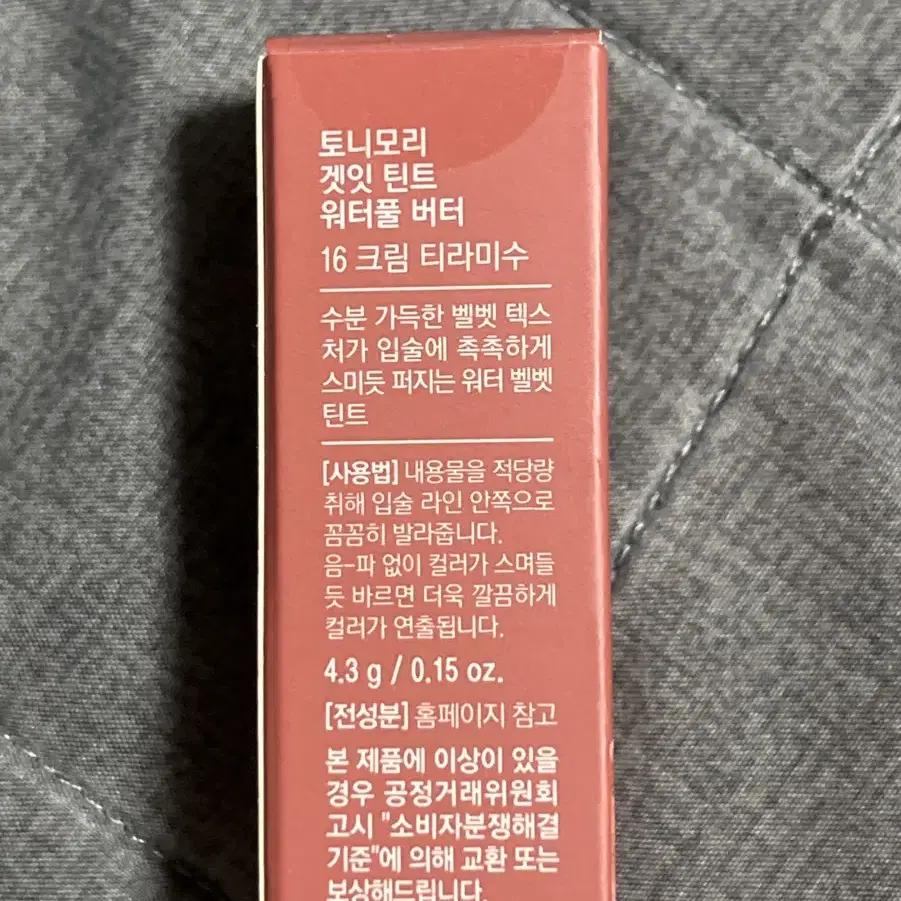 토니모리
겟잇 틴트
워터풀 버터
16 크림 티라미수
수분 가득한 벨벳 텍스
처가 입술에 촉촉하게
스미듯 퍼지는 워터 벨벳
틴트
[사용법] 내용물을 적당량
취해 입술 라인 안쪽으로
꼼꼼히 발라줍니다.
음-파 없이 컬러가 스며들
듯 바르면 더욱 깔끔하게
컬러가 연출됩니다.
4.3 g / 0.15 oz.
[전성분] 홈페이지 참고
본 제품에 이상이 있을
경우 공정거래위원회
고시 "소비자분쟁해결
기준"에 의해 교환 또는
보상해드립니다.